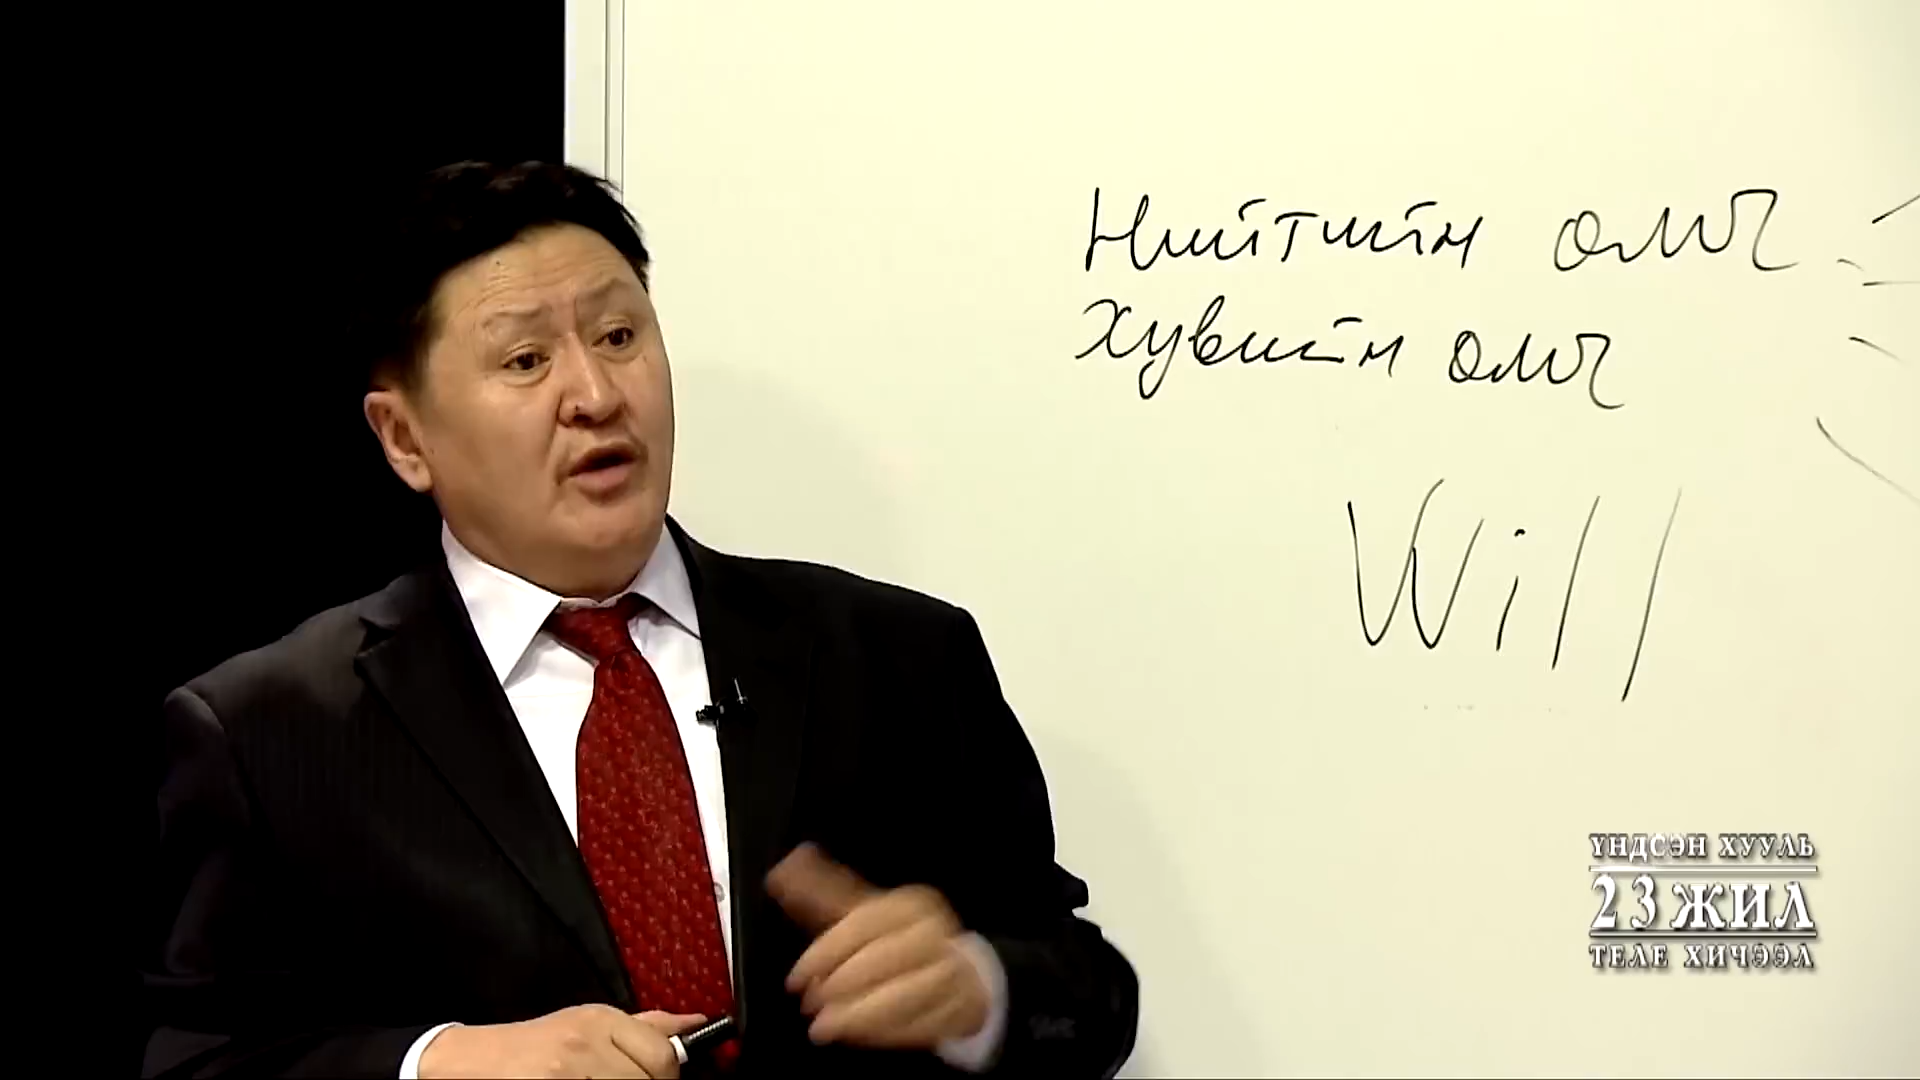 Нийтийн өмч
Хувийн өмч
Will
ҮНДСЭН ХУУЛЬ
23 ЖИЛ
ТЕЛЕ ХИЧЭЭЛ